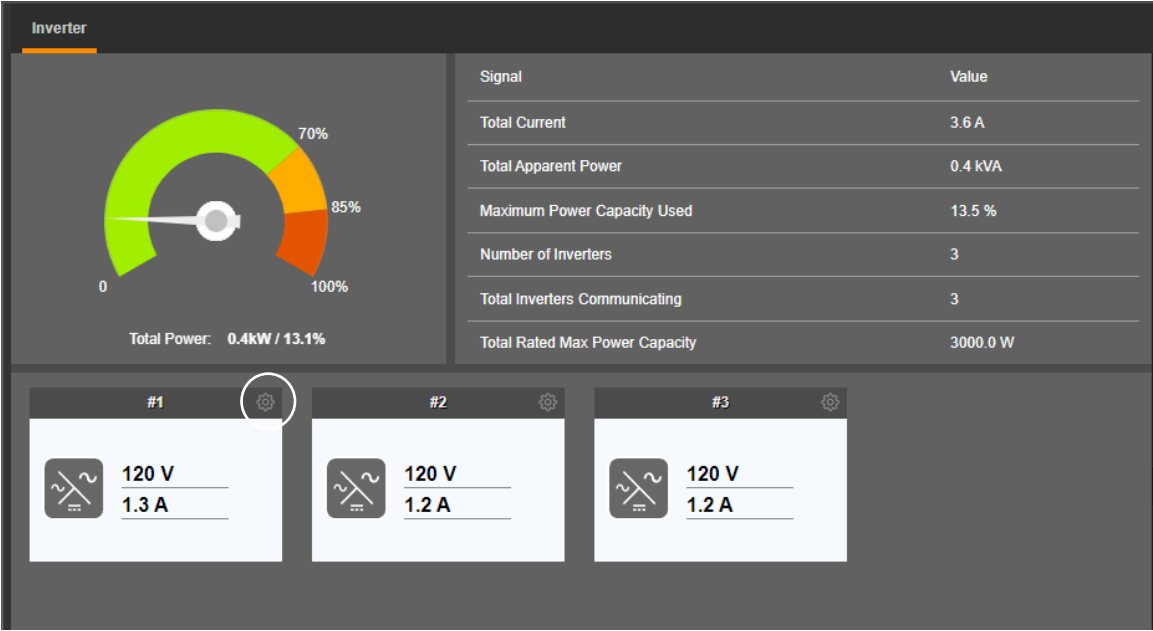 Inverter
70%
85%
0
100%
Total Power: 0.4kW / 13.1%
Signal Value
Total Current 3.6 A
Total Apparent Power 0.4 kVA
Maximum Power Capacity Used 13.5 %
Number of Inverters 3
Total Inverters Communicating 3
Total Rated Max Power Capacity 3000.0 W
#1
120 V
1.3 A
#2
120 V
1.2 A
#3
120 V
1.2 A